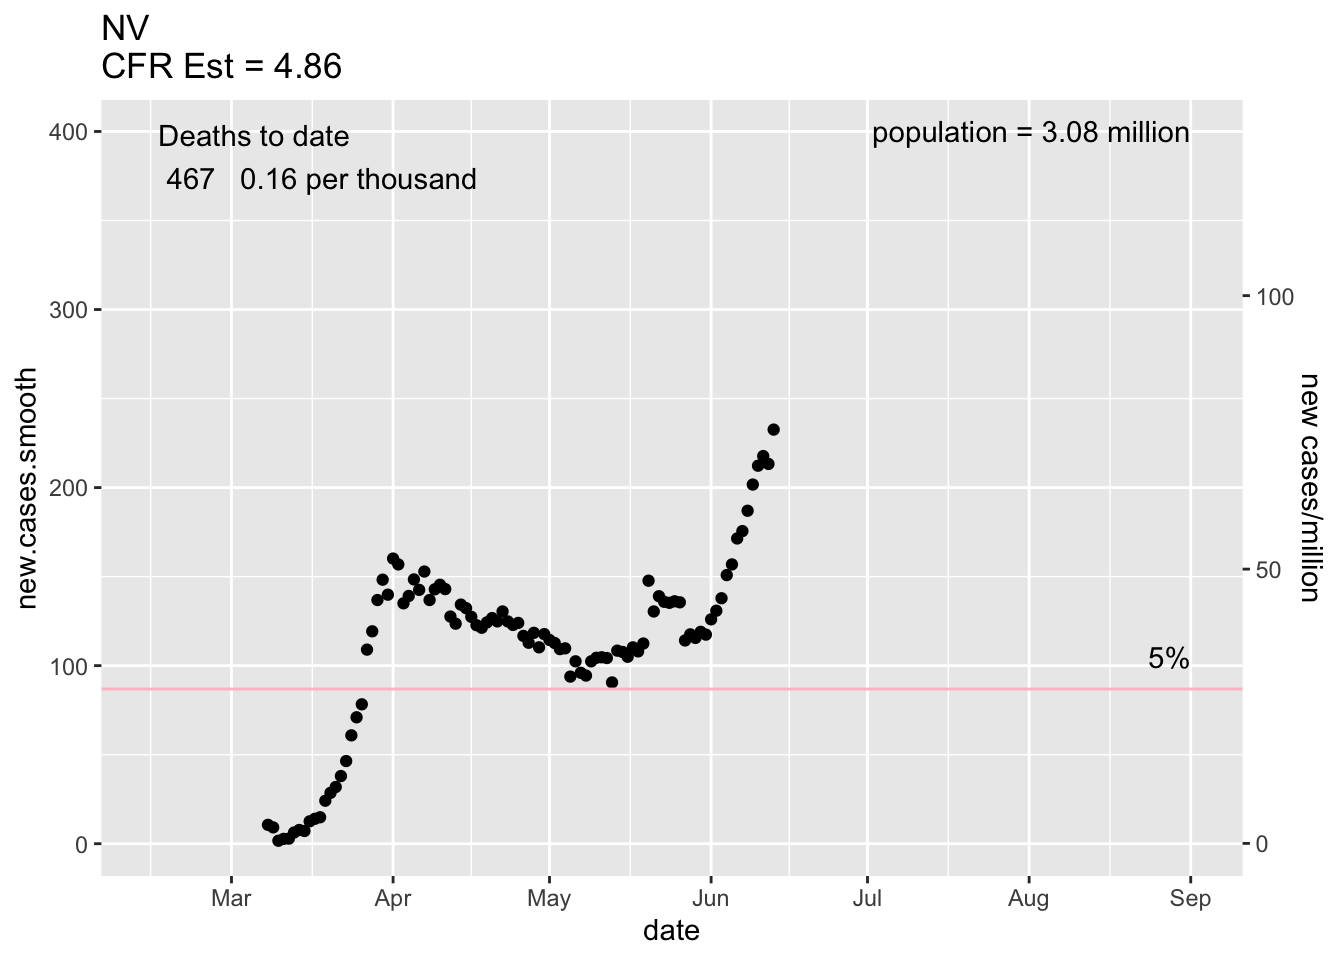 NV
CFR Est = 4.86
Deaths to date
467 0.16 per thousand
population = 3.08 million
400
300
200
100
0
new.cases.smooth
100
50
0
new cases/million
5%
Mar Apr May Jun Jul Aug Sep
date